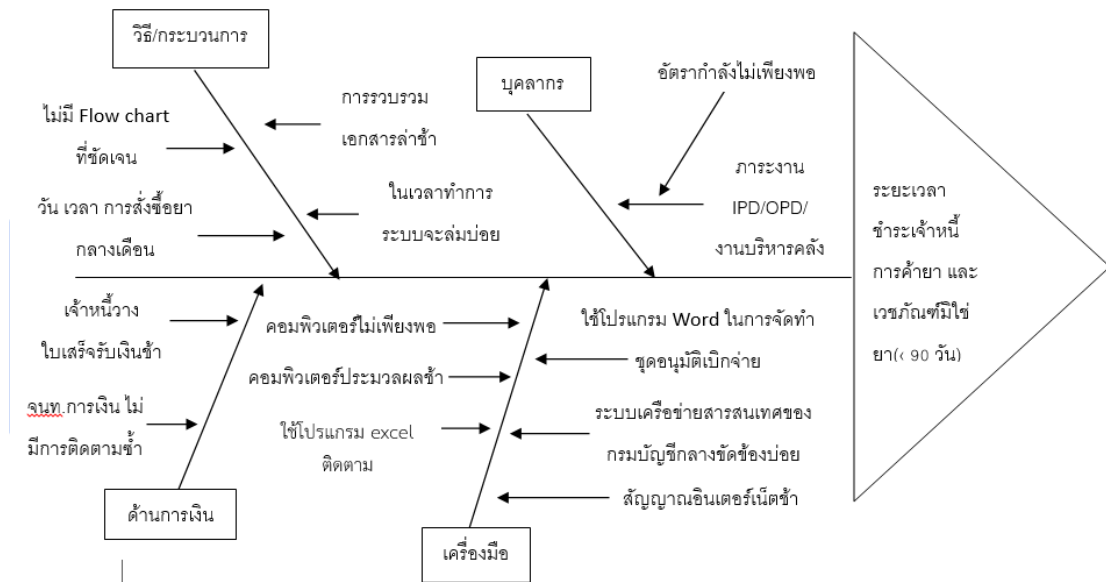 วิธี/กระบวนการ
ไม่มี Flow chart
ที่ชัดเจน
วัน เวลา การสั่งซื้อยา
กลางเดือน
การรวบรวม
เอกสารล่าช้า
ในเวลาทำการ
ระบบจะล่มบ่อย
บุคลากร
อัตรากำลังไม่เพียงพอ
ภาระงาน
IPD/OPD/
งานบริหารคลัง
ระยะเวลา
ชำระเจ้าหนี้
การค้ายา และ
เวชภัณฑ์มิใช่
ยา(< 90 วัน)
เจ้าหนี้วาง
ใบเสร็จรับเงินช้า
จนท.การเงิน ไม่
มีการติดตามซ้ำ
ด้านการเงิน
คอมพิวเตอร์ไม่เพียงพอ
คอมพิวเตอร์ประมวลผลช้า
ใช้โปรแกรม excel
ติดตาม
ใช้โปรแกรม Word ในการจัดทำ
ชุดอนุมัติเบิกจ่าย
ระบบเครือข่ายสารสนเทศของ
กรมบัญชีกลางขัดข้องบ่อย
สัญญาณอินเตอร์เน็ตช้า
เครื่องมือ